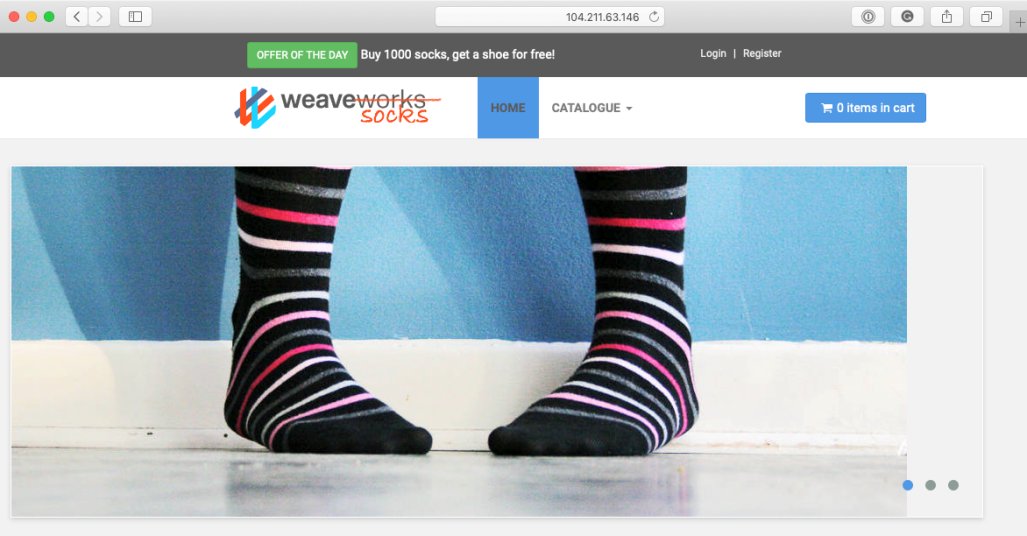 104.211.63.146
OFFER OF THE DAY Buy 1000 socks, get a shoe for free!
Login | Register
weaveworks
socks
HOME
CATALOGUE
0 items in cart